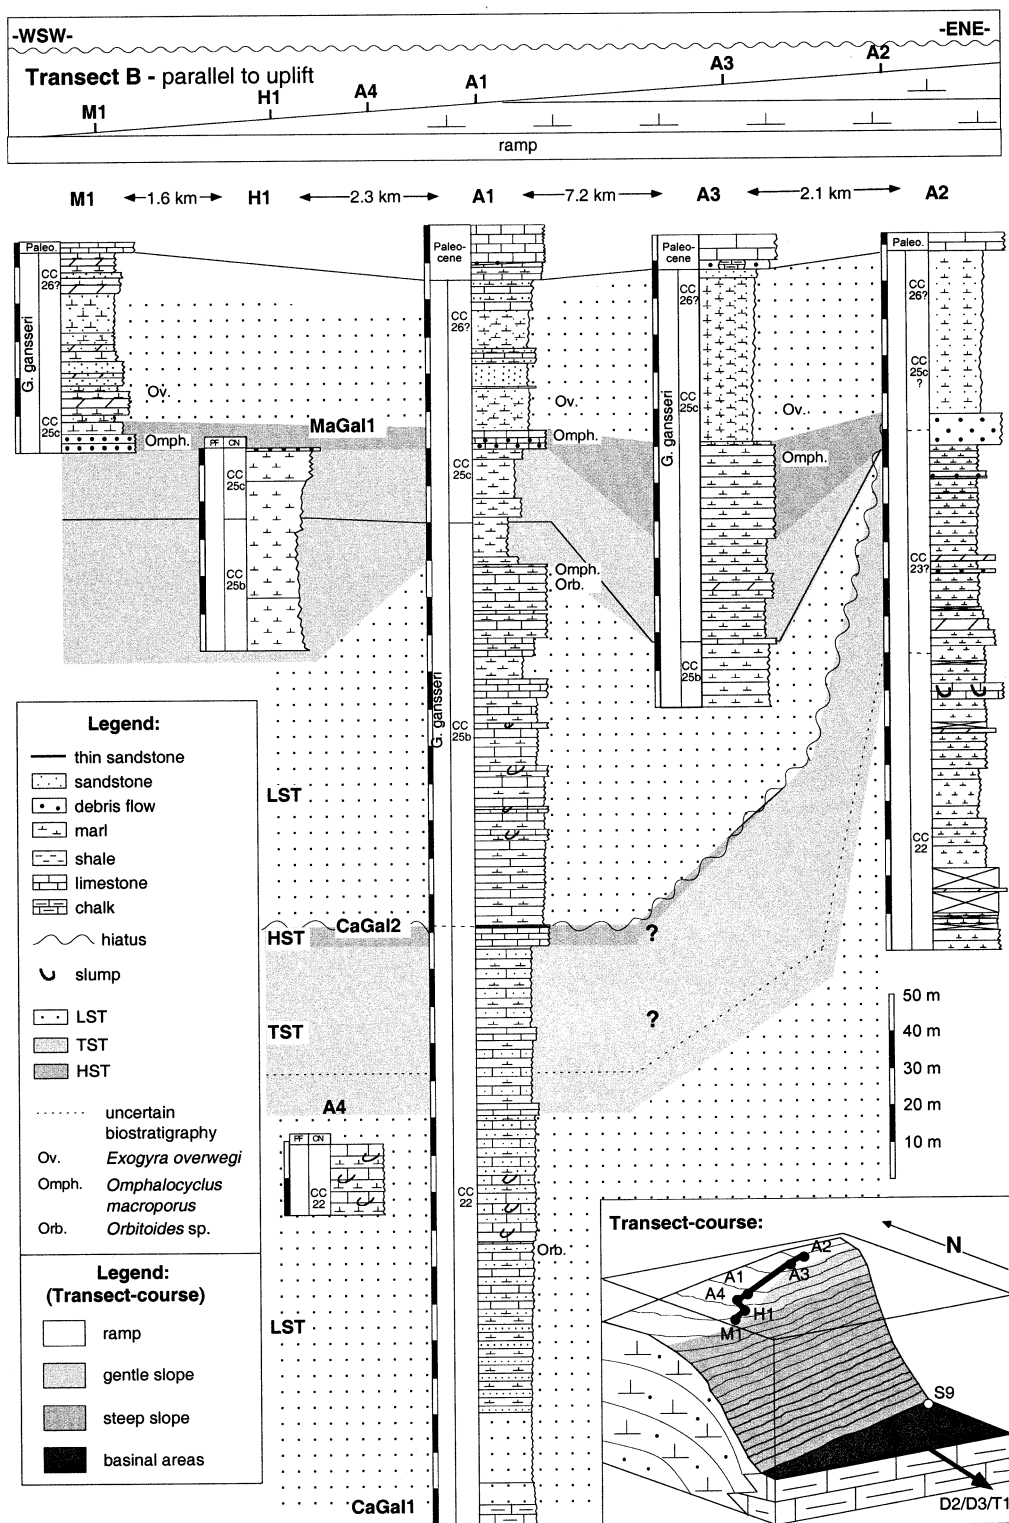 -WSW-
-ENE-
Transect B - parallel to uplift
M1
H1
A4
A1
A3
A2
ramp
M1
1.6 km
H1
2.3 km
A1
7.2 km
A3
2.1 km
A2
Paleo.
CC
26?
G. gansseri
CC
25c
Ov.
Omph.
MaGal1
PF
CN
CC
25c
CC
25b
Paleo-
cene
CC
26?
CC
25c
G. gansseri
CC
25b
CC
22
Ov.
Omph.
Omph.
Orb.
Orb.
Paleo-
cene
CC
26?
CC
25c
G. gansseri
CC
25b
Ov.
Omph.
Paleo.
CC
26?
CC
25c
?
CC
23?
CC
22
LST
CaGal2
HST
TST
?
?
A4
PF
CN
CC
22
LST
CaGal1
50 m
40 m
30 m
20 m
10 m
Legend:
thin sandstone
sandstone
debris flow
marl
shale
limestone
chalk
hiatus
slump
LST
TST
HST
uncertain
biostratigraphy
Ov.
Exogyra overwegi
Omph.
Omphalocyclus
macroporus
Orb.
Orbitoides sp.
Legend:
(Transect-course)
ramp
gentle slope
steep slope
basinal areas
Transect-course:
N
A2
A3
A1
A4
H1
M1
S9
D2/D3/T1